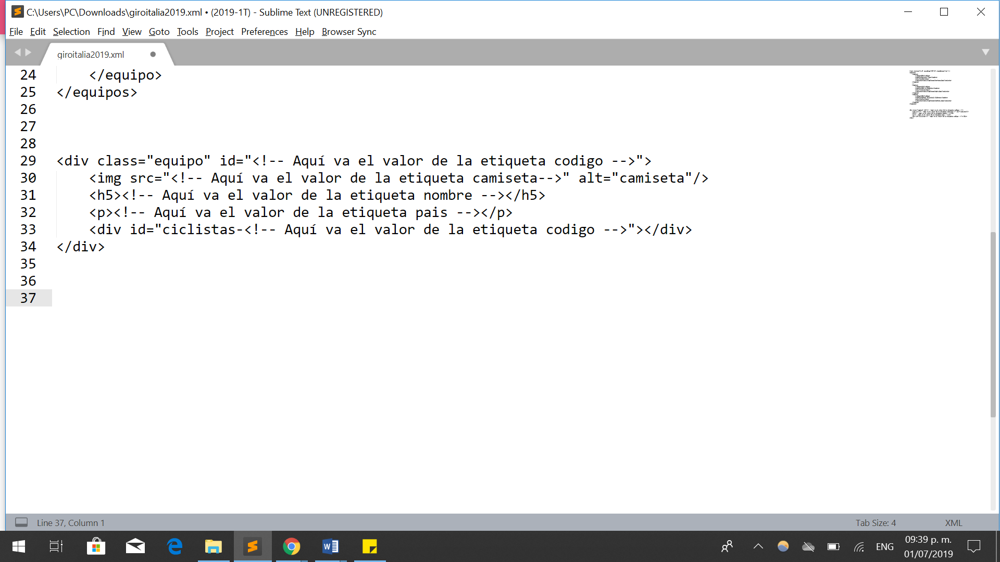 C:\Users\PC\Downloads\giroitalia2019.xml • (2019-1T) - Sublime Text (UNREGISTERED)
File Edit Selection Find View Goto Tools Project Preferences Help Browser Sync
giroitalia2019.xml
24     </equipo>
25 </equipos>
26
27
28
29 <div class="equipo" id="<!-- Aquí va el valor de la etiqueta codigo -->">
30     <img src="<!-- Aquí va el valor de la etiqueta camiseta-->" alt="camiseta"/>
31     <h5><!-- Aquí va el valor de la etiqueta nombre --></h5>
32     <p><!-- Aquí va el valor de la etiqueta pais --></p>
33     <div id="ciclistas-<!-- Aquí va el valor de la etiqueta codigo -->"></div>
34 </div>
35
36
37
Line 37, Column 1
Tab Size: 4
XML
ENG
09:39 p. m.
01/07/2019